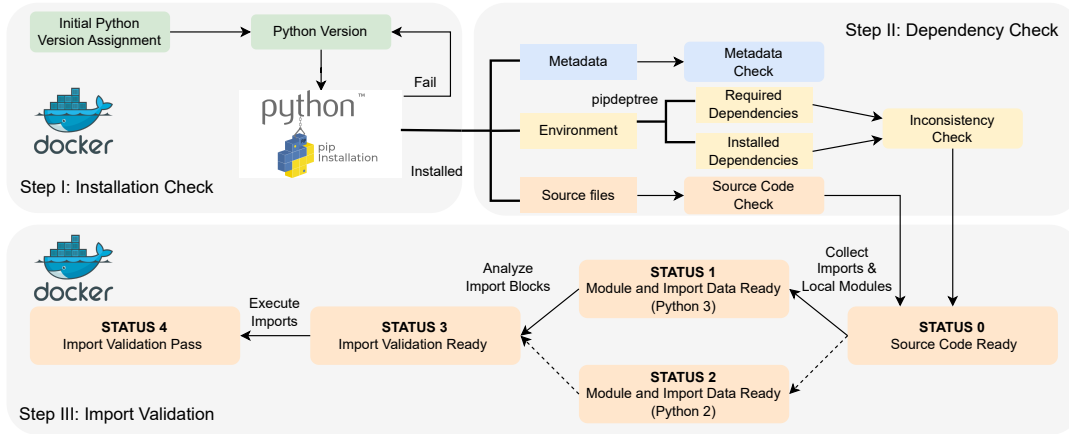 Initial Python
Version Assignment
Python Version
Fail
python™
pip
Installation
docker
Installed
Step I: Installation Check
Step II: Dependency Check
Metadata
Metadata
Check
pipdeptree
Environment
Required
Dependencies
Installed
Dependencies
Inconsistency
Check
Source files
Source Code
Check
docker
Collect
Imports &
Local Modules
STATUS 0
Source Code Ready
STATUS 1
Module and Import Data Ready
(Python 3)
STATUS 2
Module and Import Data Ready
(Python 2)
Analyze
Import Blocks
STATUS 3
Import Validation Ready
Execute
Imports
STATUS 4
Import Validation Pass
Step III: Import Validation